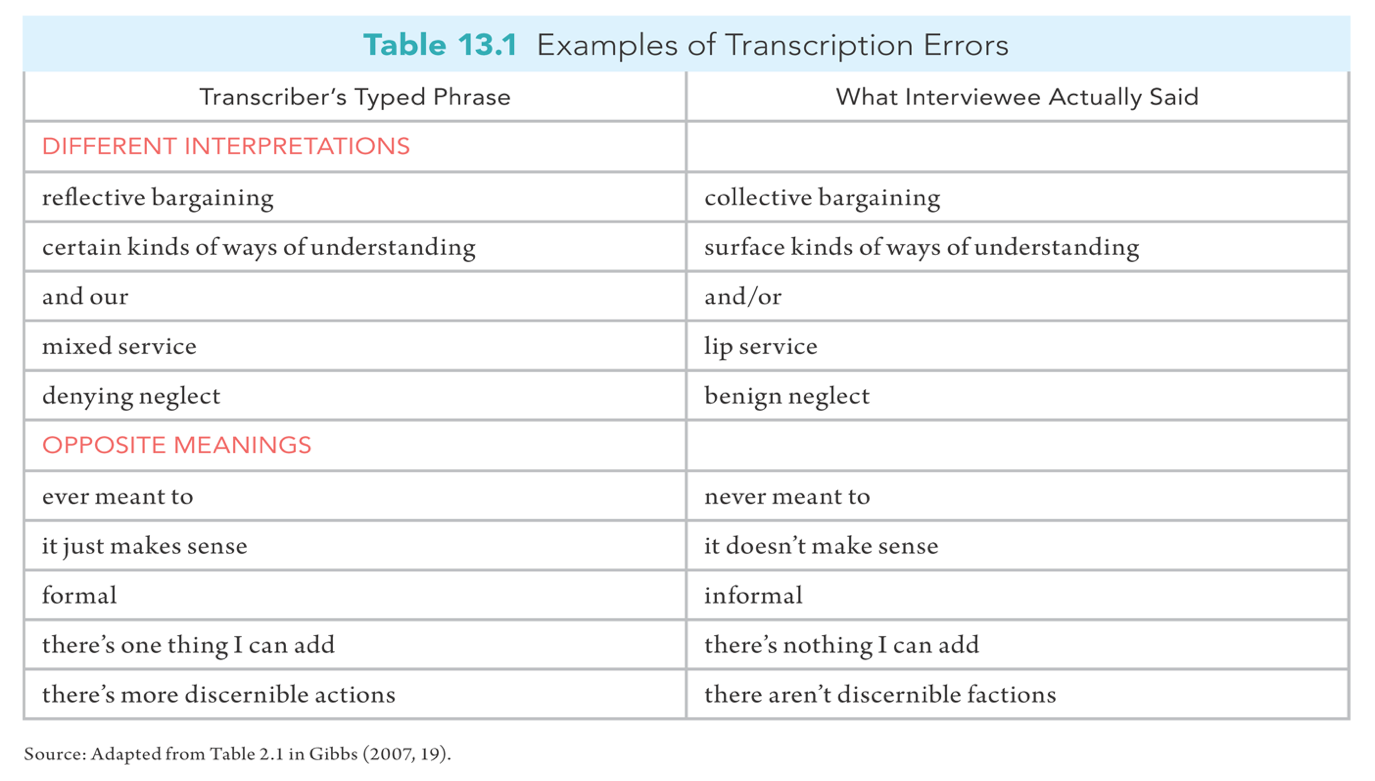 Table 13.1 Examples of Transcription Errors
Transcriber’s Typed Phrase What Interviewee Actually Said
DIFFERENT INTERPRETATIONS
reflective bargaining collective bargaining
certain kinds of ways of understanding surface kinds of ways of understanding
and our and/or
mixed service lip service
denying neglect benign neglect
OPPOSITE MEANINGS
ever meant to never meant to
it just makes sense it doesn’t make sense
formal informal
there’s one thing I can add there’s nothing I can add
there’s more discernible actions there aren’t discernible factions
Source: Adapted from Table 2.1 in Gibbs (2007, 19).